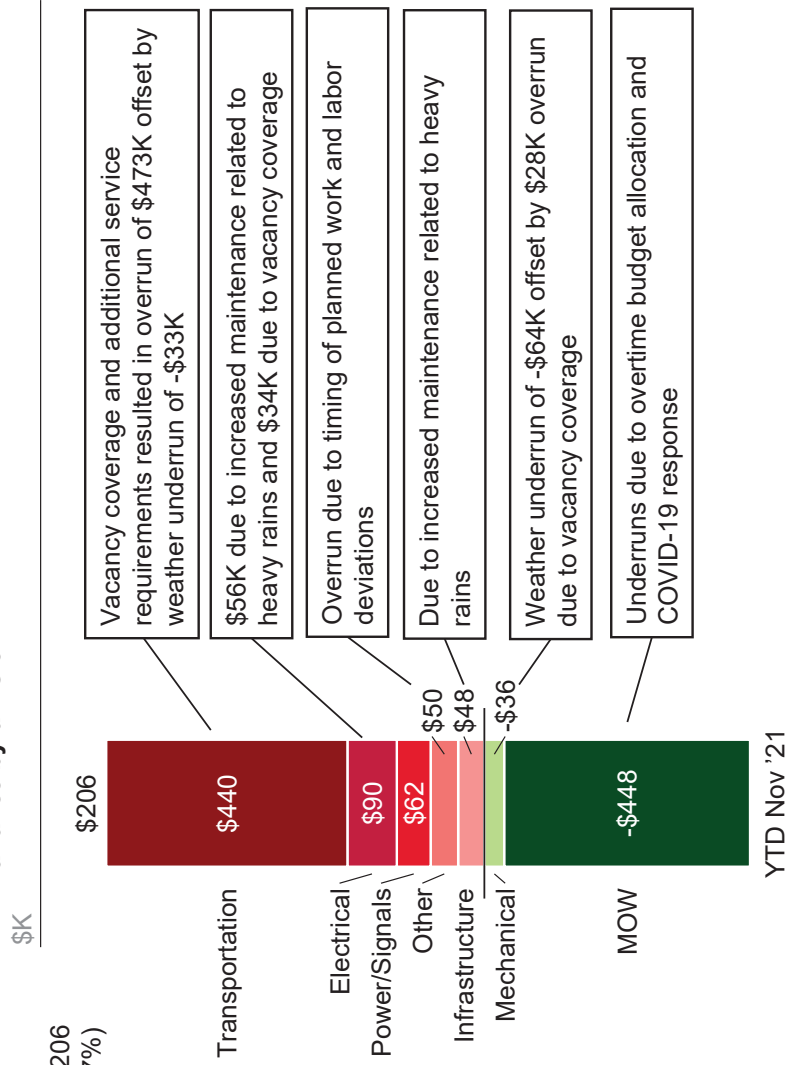 $K
206
7%)
$206
Transportation
$440
Vacancy coverage and additional service
requirements resulted in overrun of $473K offset by
weather underrun of -$33K
Electrical
$90
$56K due to increased maintenance related to
heavy rains and $34K due to vacancy coverage
Power/Signals
$62
Other
$50
Overrun due to timing of planned work and labor
deviations
Infrastructure
$48
Due to increased maintenance related to heavy
rains
Mechanical
-$36
Weather underrun of -$64K offset by $28K overrun
due to vacancy coverage
MOW
-$448
Underruns due to overtime budget allocation and
COVID-19 response
YTD Nov ’21